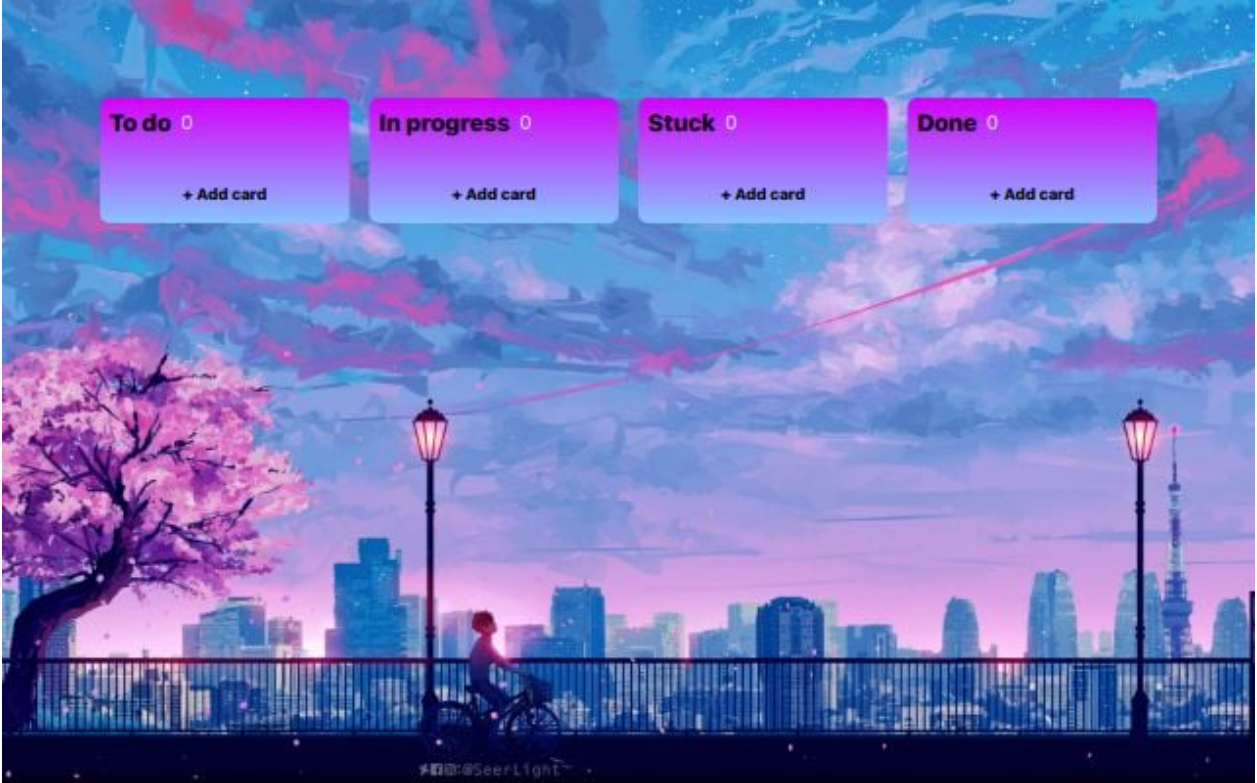 To do 0
+ Add card
In progress 0
+ Add card
Stuck 0
+ Add card
Done 0
+ Add card
@SeerLight